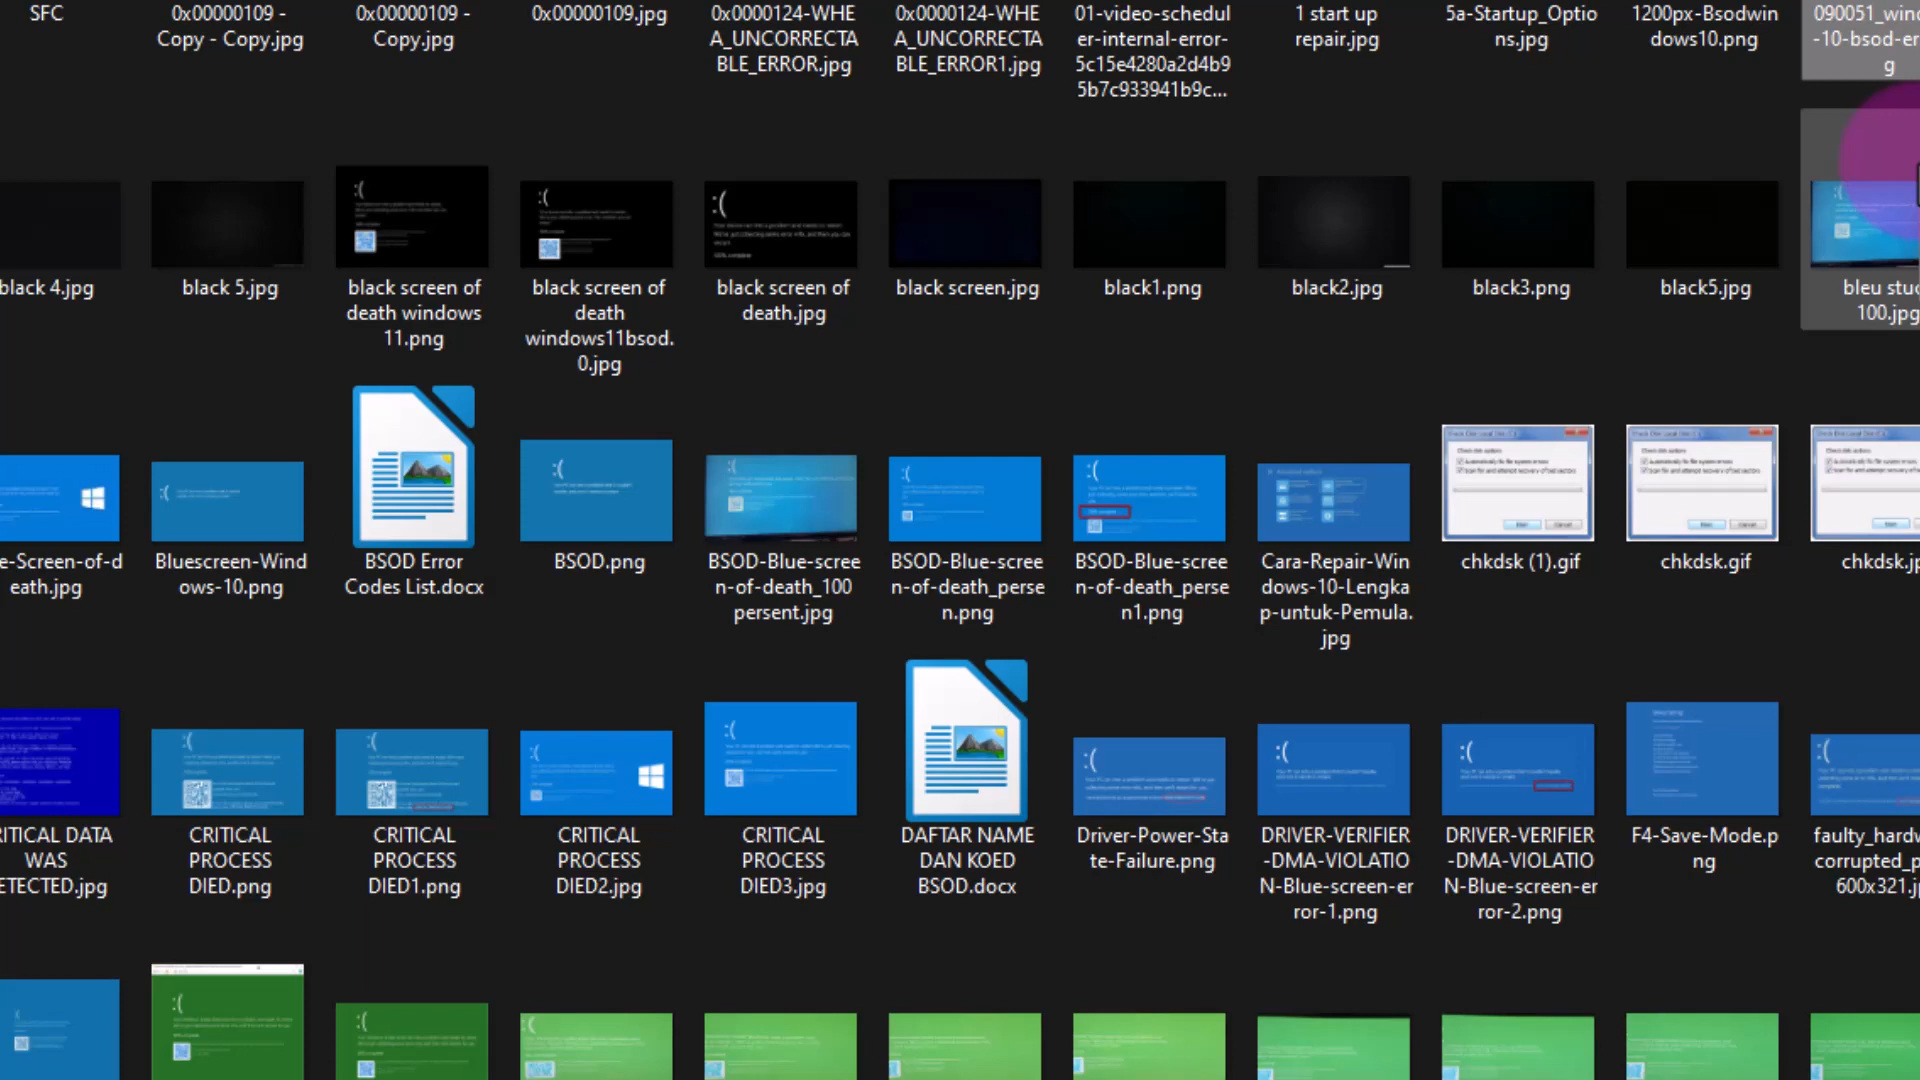 SFC
0x00000109 -
Copy - Copy.jpg
0x00000109 -
Copy.jpg
0x00000109.jpg
0x0000124-WHE
A_UNCORRECTA
BLE_ERROR.jpg
0x0000124-WHE
A_UNCORRECTA
BLE_ERROR1.jpg
01-video-schedul
er-internal-error-
5c15e4280a2d4b9
5b7c933941b9c...
1 start up
repair.jpg
5a-Startup_Optio
ns.jpg
1200px-Bsodwin
dows10.png
090051_wind
-10-bsod-er
g
black 4.jpg
black 5.jpg
black screen of
death windows
11.png
black screen of
death
windows11bsod.
0.jpg
black screen of
death.jpg
black screen.jpg
black1.png
black2.jpg
black3.png
black5.jpg
bleu stuc
100.jpg
e-Screen-of-d
eath.jpg
Bluescreen-Wind
ows-10.png
BSOD Error
Codes List.docx
BSOD.png
BSOD-Blue-scree
n-of-death_100
persent.jpg
BSOD-Blue-scree
n-of-death_perse
n.png
BSOD-Blue-scree
n-of-death_perse
n1.png
Cara-Repair-Win
dows-10-Lengka
p-untuk-Pemula.
jpg
chkdsk (1).gif
chkdsk.gif
chkdsk.jp
RITICAL DATA
WAS
ETECTED.jpg
CRITICAL
PROCESS
DIED.png
CRITICAL
PROCESS
DIED1.png
CRITICAL
PROCESS
DIED2.jpg
CRITICAL
PROCESS
DIED3.jpg
DAFTAR NAME
DAN KOED
BSOD.docx
Driver-Power-Sta
te-Failure.png
DRIVER-VERIFIER
-DMA-VIOLATIO
N-Blue-screen-er
ror-1.png
DRIVER-VERIFIER
-DMA-VIOLATIO
N-Blue-screen-er
ror-2.png
F4-Save-Mode.p
ng
faulty_hardw
corrupted_p
600x321.jp